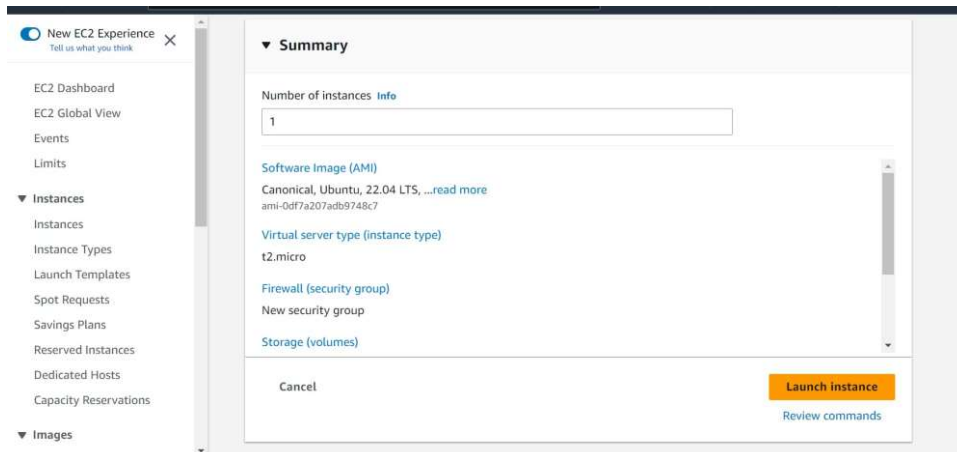 New EC2 Experience
Tell us what you think
EC2 Dashboard
EC2 Global View
Events
Limits
Instances
Instances
Instance Types
Launch Templates
Spot Requests
Savings Plans
Reserved Instances
Dedicated Hosts
Capacity Reservations
Images
Summary
Number of instances Info
1
Software Image (AMI)
Canonical, Ubuntu, 22.04 LTS, ...read more
ami-0df7a207adb9748c7
Virtual server type (instance type)
t2.micro
Firewall (security group)
New security group
Storage (volumes)
Cancel
Launch instance
Review commands